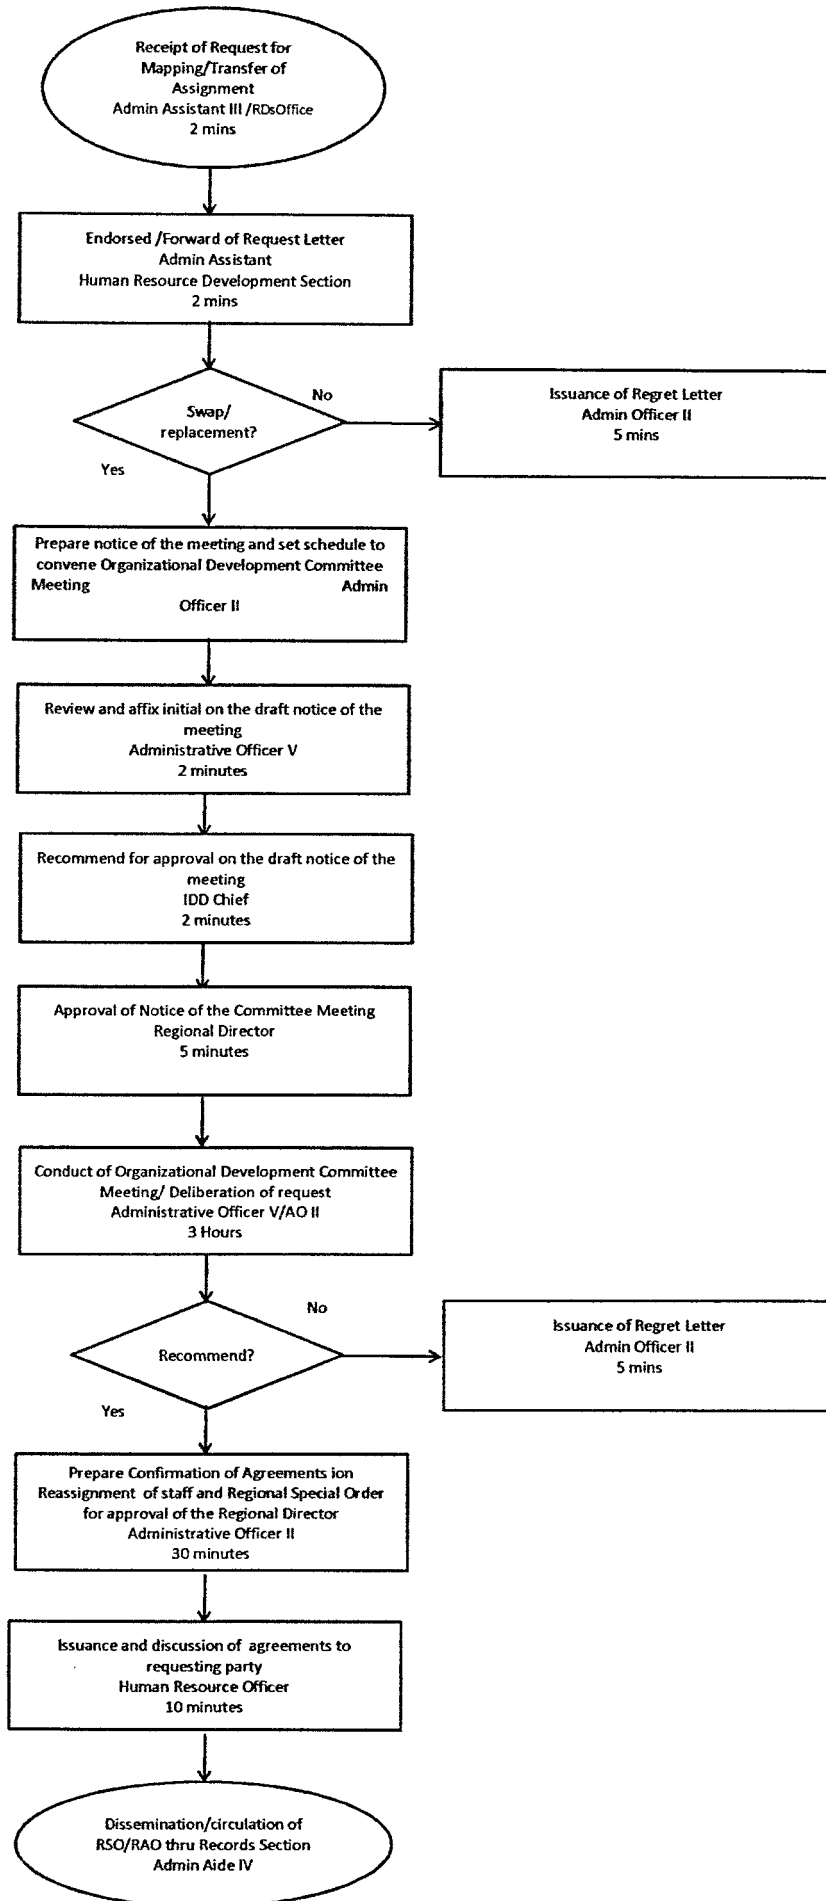 Receipt of Request for
Mapping/Transfer of
Assignment
Admin Assistant III /RDsOffice
2 mins
Endorsed /Forward of Request Letter
Admin Assistant
Human Resource Development Section
2 mins
Swap/
replacement?
No
Yes
Issuance of Regret Letter
Admin Officer II
5 mins
Prepare notice of the meeting and set schedule to
convene Organizational Development Committee
Meeting Admin
Officer II
Review and affix initial on the draft notice of the
meeting
Administrative Officer V
2 minutes
Recommend for approval on the draft notice of the
meeting
IDD Chief
2 minutes
Approval of Notice of the Committee Meeting
Regional Director
5 minutes
Conduct of Organizational Development Committee
Meeting/ Deliberation of request
Administrative Officer V/AO II
3 Hours
Recommend?
No
Yes
Issuance of Regret Letter
Admin Officer II
5 mins
Prepare Confirmation of Agreements ion
Reassignment of staff and Regional Special Order
for approval of the Regional Director
Administrative Officer II
30 minutes
Issuance and discussion of agreements to
requesting party
Human Resource Officer
10 minutes
Dissemination/circulation of
RSO/RAO thru Records Section
Admin Aide IV